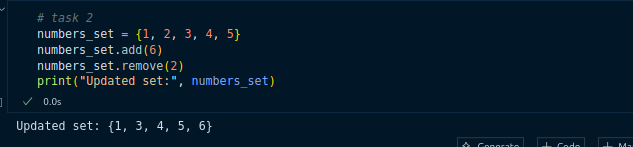 # task 2
numbers_set = {1, 2, 3, 4, 5}
numbers_set.add(6)
numbers_set.remove(2)
print("Updated set:", numbers_set)
0.0s
Updated set: {1, 3, 4, 5, 6}
Generate Code